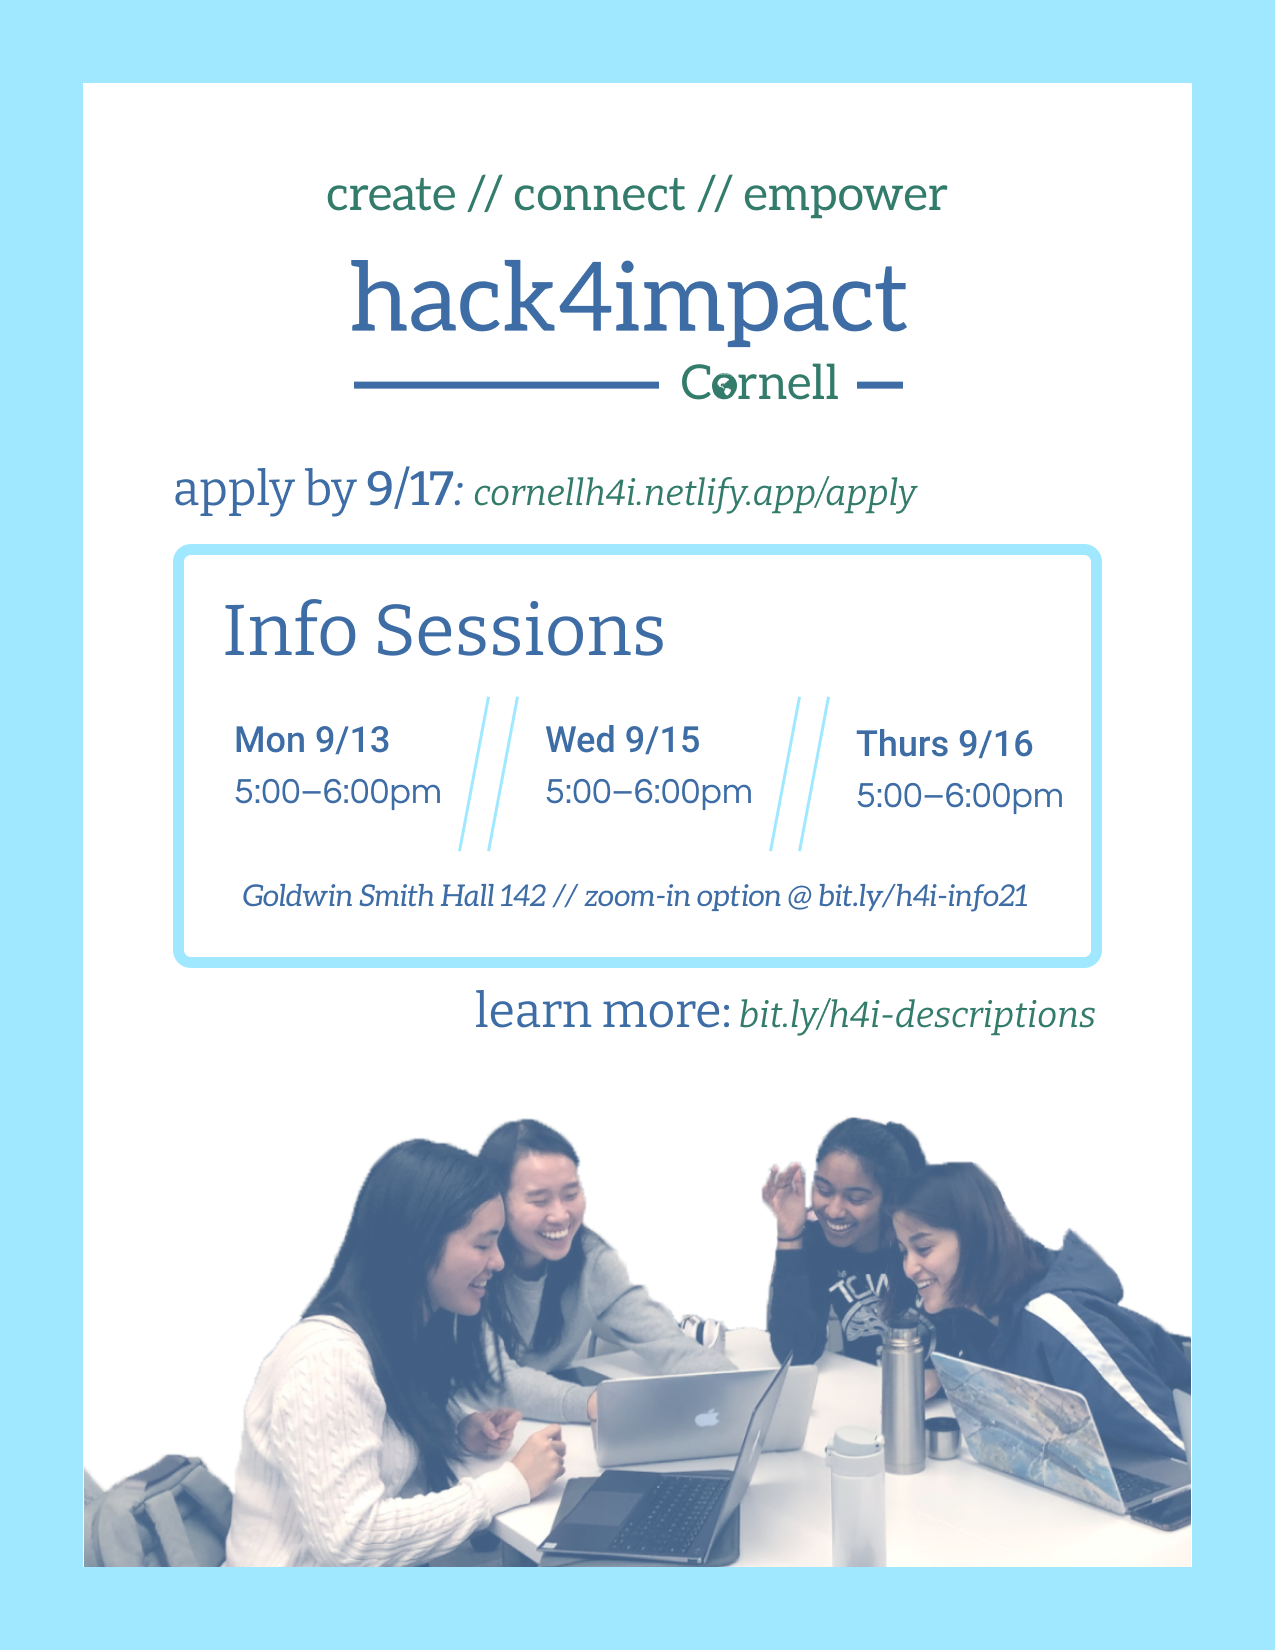 create // connect // empower
hack4impact
Cornell
apply by 9/17: cornellh4i.netlify.app/apply
Info Sessions
Mon 9/13
5:00–6:00pm
Wed 9/15
5:00–6:00pm
Thurs 9/16
5:00–6:00pm
Goldwin Smith Hall 142 // zoom-in option @ bit.ly/h4i-info21
learn more: bit.ly/h4i-descriptions